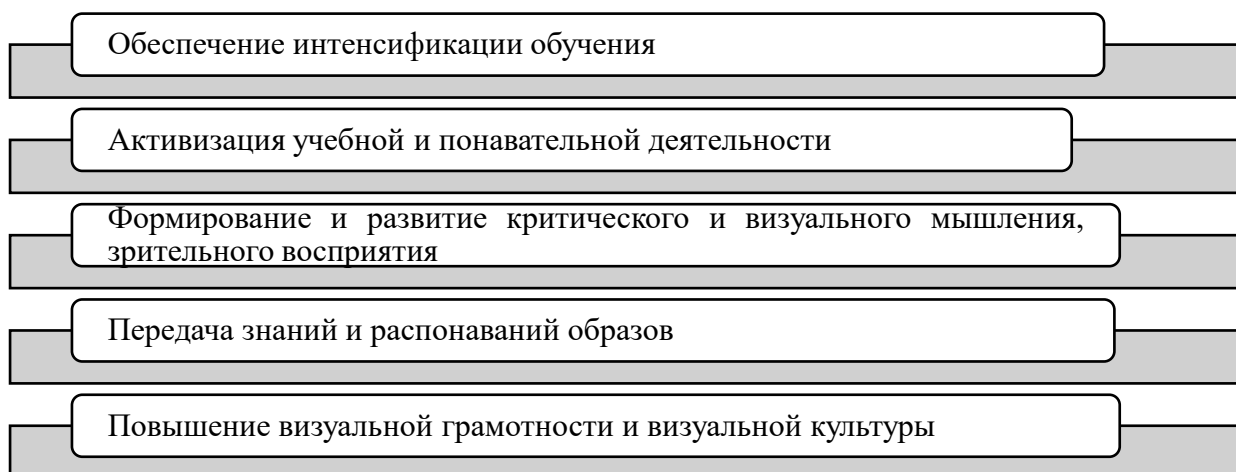 Обеспечение интенсификации обучения
Активизация учебной и понавательной деятельности
Формирование и развитие критического и визуального мышления,
зрительного восприятия
Передача знаний и распонаваний образов
Повышение визуальной грамотности и визуальной культуры